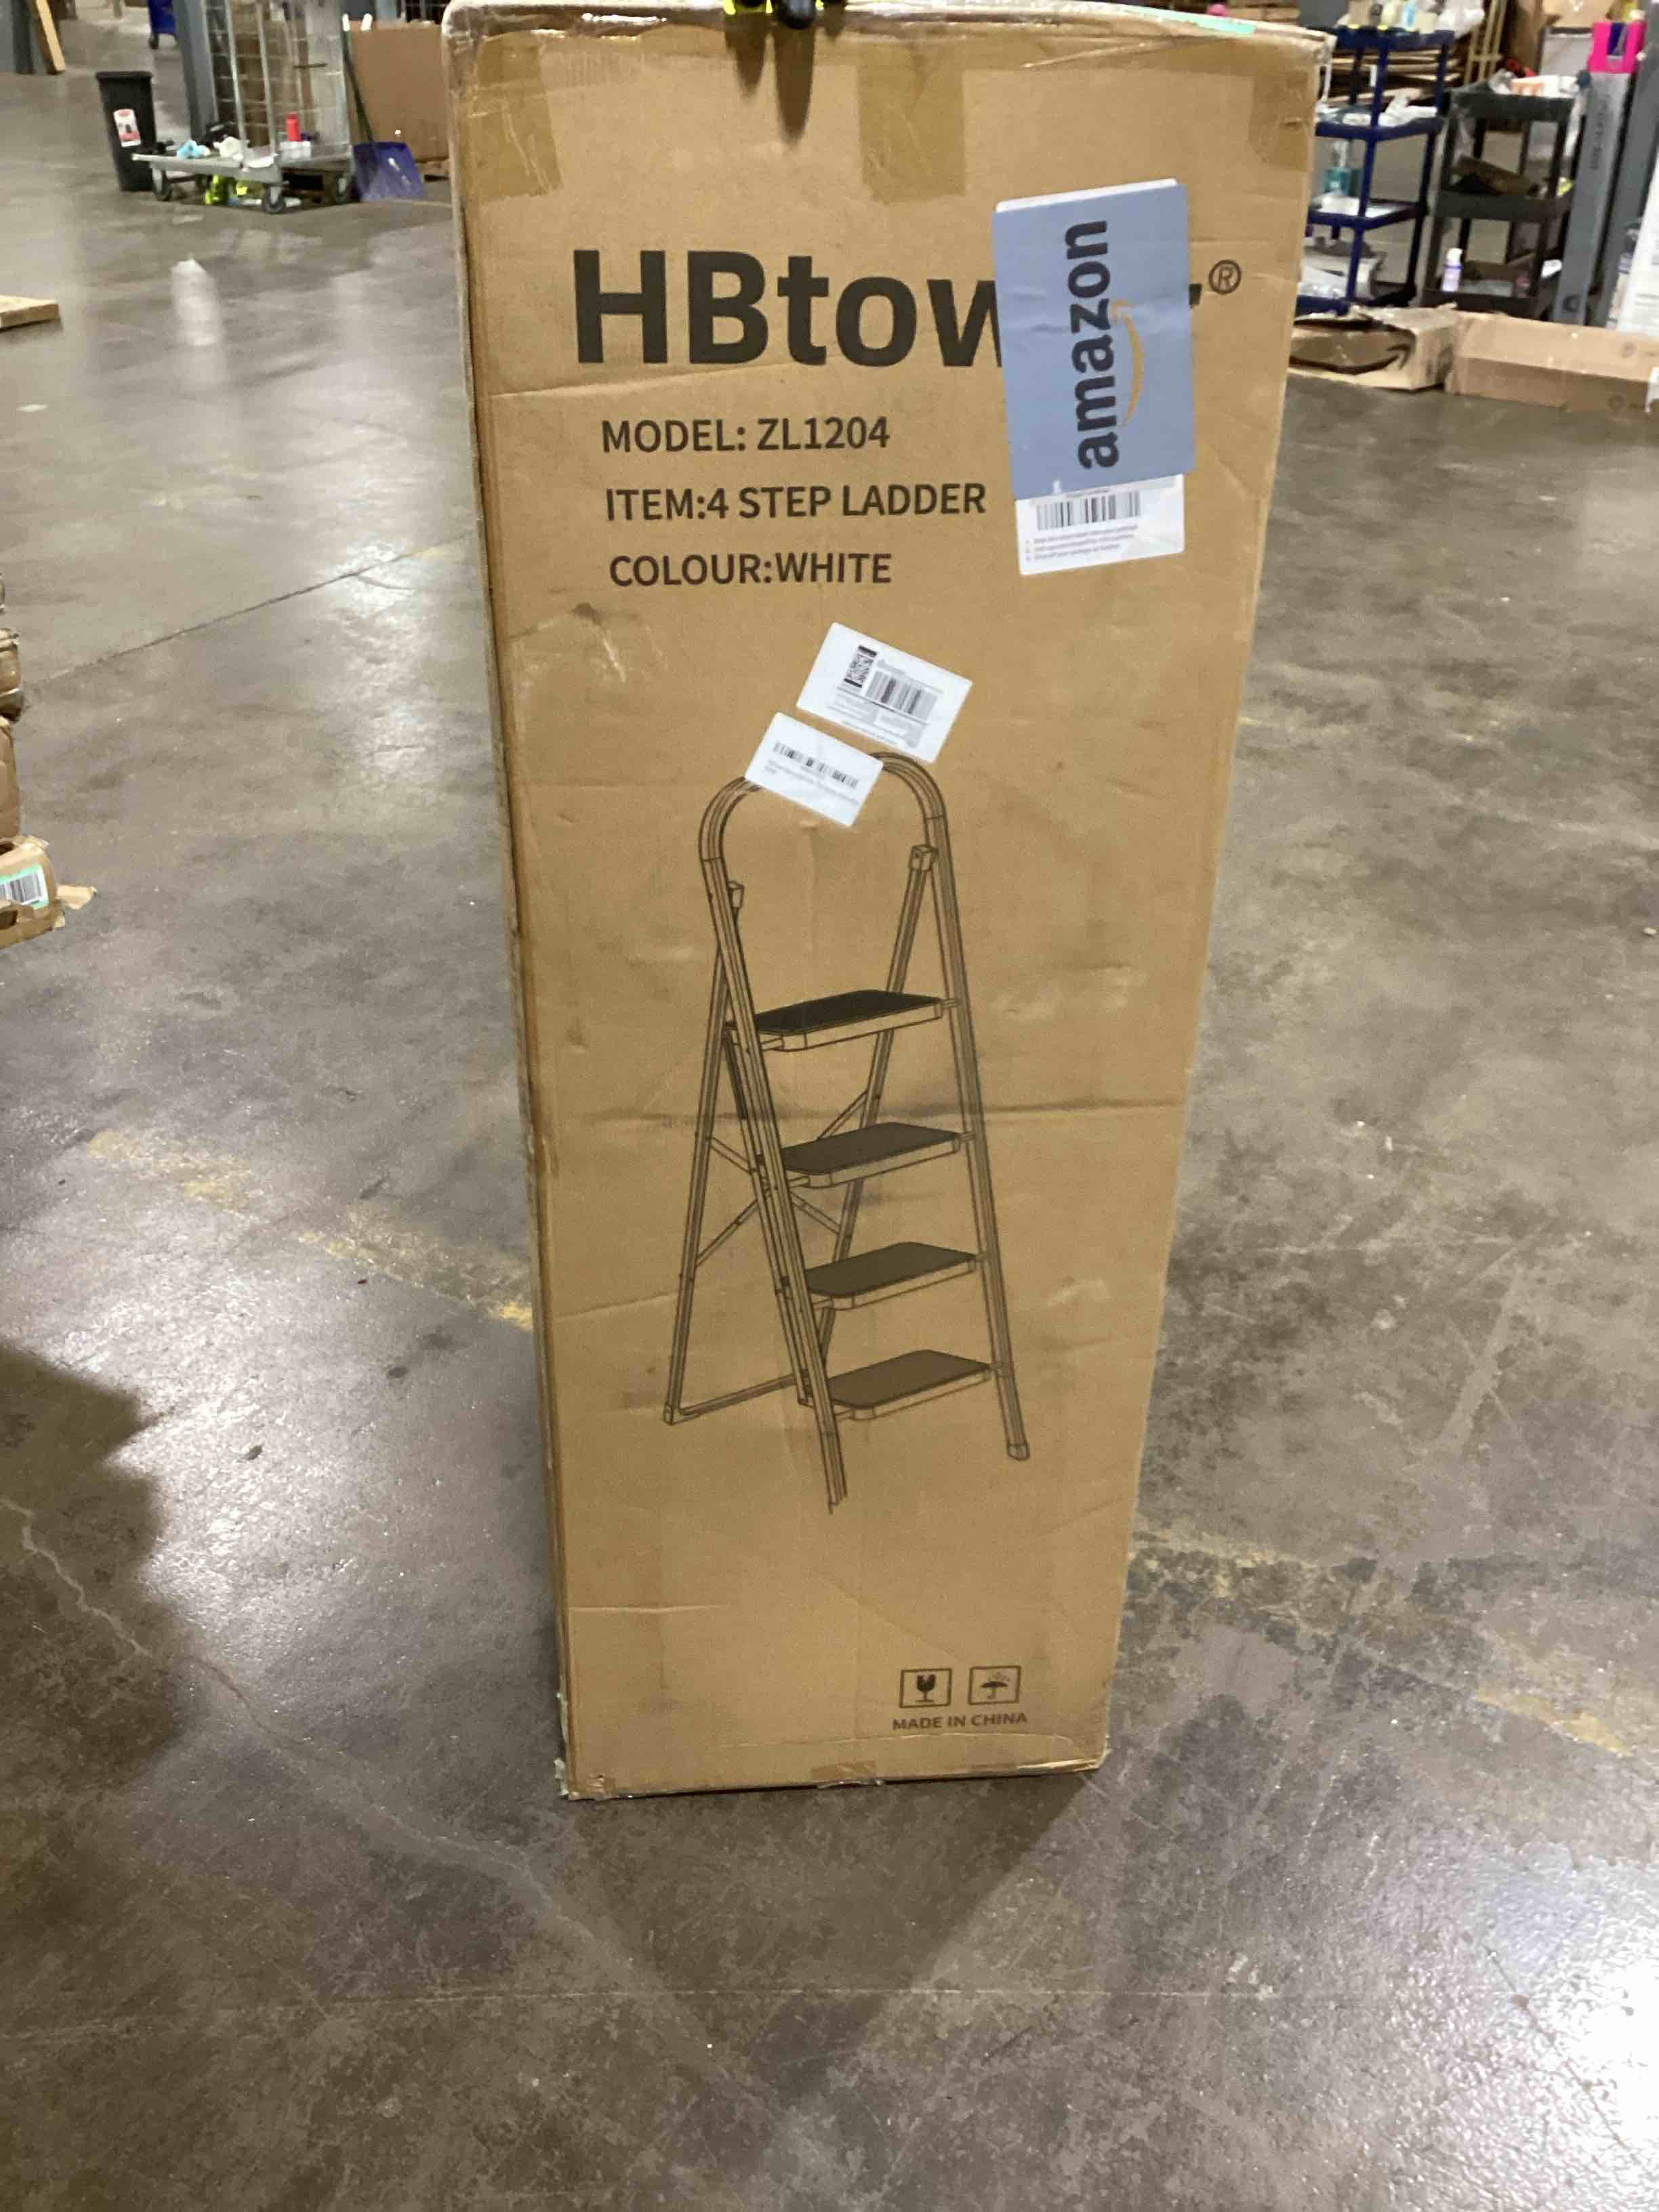 HBtow
®
amazon
MODEL: ZL1204
ITEM:4 STEP LADDER
COLOUR:WHITE
MADE IN CHINA